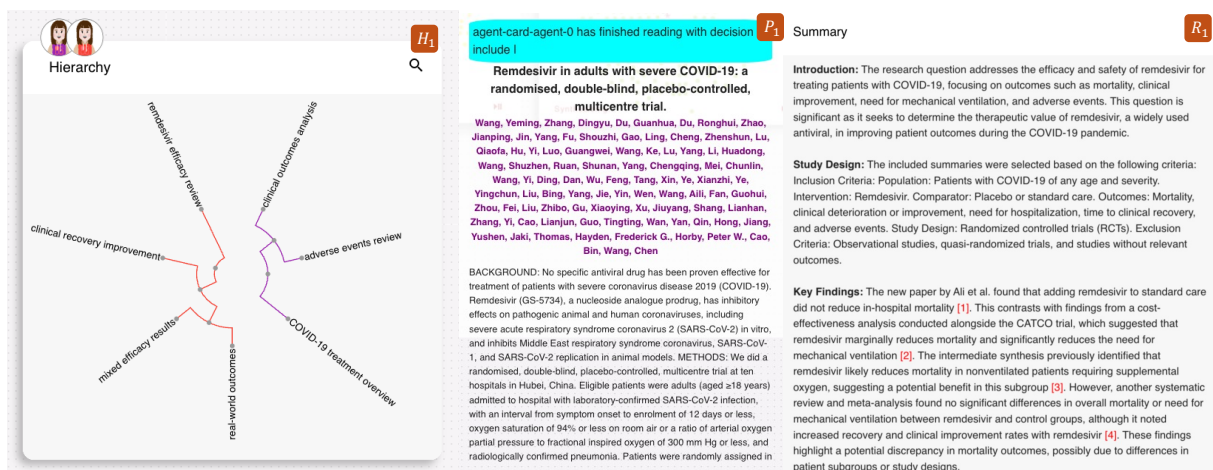 H1
Hierarchy
remdesivir efficacy review
clinical outcomes analysis
clinical recovery improvement
adverse events review
mixed efficacy results
COVID-19 treatment overview
real-world outcomes
P1
agent-card-agent-0 has finished reading with decision
include I
Remdesivir in adults with severe COVID-19: a
randomised, double-blind, placebo-controlled,
multicentre trial.
Wang, Yeming, Zhang, Dingyu, Du, Guanhua, Du, Ronghui, Zhao,
Jianping, Jin, Yang, Fu, Shouzhi, Gao, Ling, Cheng, Zhenshun, Lu,
Qiaofa, Hu, Yi, Luo, Guangwei, Wang, Ke, Lu, Yang, Li, Huadong,
Wang, Shuzhen, Ruan, Shunan, Yang, Chengqing, Mei, Chunlin,
Wang, Yi, Ding, Dan, Wu, Feng, Tang, Xin, Ye, Xianzhi, Ye,
Yingchun, Liu, Bing, Yang, Jie, Yin, Wen, Wang, Aili, Fan, Guohui,
Zhou, Fei, Liu, Zhibo, Gu, Xiaoying, Xu, Jiuyang, Shang, Lianhan,
Zhang, Yi, Cao, Lianjun, Guo, Tingting, Wan, Yan, Qin, Hong, Jiang,
Yushen, Jaki, Thomas, Hayden, Frederick G., Horby, Peter W., Cao,
Bin, Wang, Chen
BACKGROUND: No specific antiviral drug has been proven effective for
treatment of patients with severe coronavirus disease 2019 (COVID-19).
Remdesivir (GS-5734), a nucleoside analogue prodrug, has inhibitory
effects on pathogenic animal and human coronaviruses, including
severe acute respiratory syndrome coronavirus 2 (SARS-CoV-2) in vitro,
and inhibits Middle East respiratory syndrome coronavirus, SARS-CoV-
1, and SARS-CoV-2 replication in animal models. METHODS: We did a
randomised, double-blind, placebo-controlled, multicentre trial at ten
hospitals in Hubei, China. Eligible patients were adults (aged ≥18 years)
admitted to hospital with laboratory-confirmed SARS-CoV-2 infection,
with an interval from symptom onset to enrolment of 12 days or less,
oxygen saturation of 94% or less on room air or a ratio of arterial oxygen
partial pressure to fractional inspired oxygen of 300 mm Hg or less, and
radiologically confirmed pneumonia. Patients were randomly assigned in
Summary
R1
Introduction: The research question addresses the efficacy and safety of remdesivir for
treating patients with COVID-19, focusing on outcomes such as mortality, clinical
improvement, need for mechanical ventilation, and adverse events. This question is
significant as it seeks to determine the therapeutic value of remdesivir, a widely used
antiviral, in improving patient outcomes during the COVID-19 pandemic.
Study Design: The included summaries were selected based on the following criteria:
Inclusion Criteria: Population: Patients with COVID-19 of any age and severity.
Intervention: Remdesivir. Comparator: Placebo or standard care. Outcomes: Mortality,
clinical deterioration or improvement, need for hospitalization, time to clinical recovery,
and adverse events. Study Design: Randomized controlled trials (RCTs). Exclusion
Criteria: Observational studies, quasi-randomized trials, and studies without relevant
outcomes.
Key Findings: The new paper by Ali et al. found that adding remdesivir to standard care
did not reduce in-hospital mortality [1]. This contrasts with findings from a cost-
effectiveness analysis conducted alongside the CATCO trial, which suggested that
remdesivir marginally reduces mortality and significantly reduces the need for
mechanical ventilation [2]. The intermediate synthesis previously identified that
remdesivir likely reduces mortality in nonventilated patients requiring supplemental
oxygen, suggesting a potential benefit in this subgroup [3]. However, another systematic
review and meta-analysis found no significant differences in overall mortality or need for
mechanical ventilation between remdesivir and control groups, although it noted
increased recovery and clinical improvement rates with remdesivir [4]. These findings
highlight a potential discrepancy in mortality outcomes, possibly due to differences in
patient subgroups or study designs.